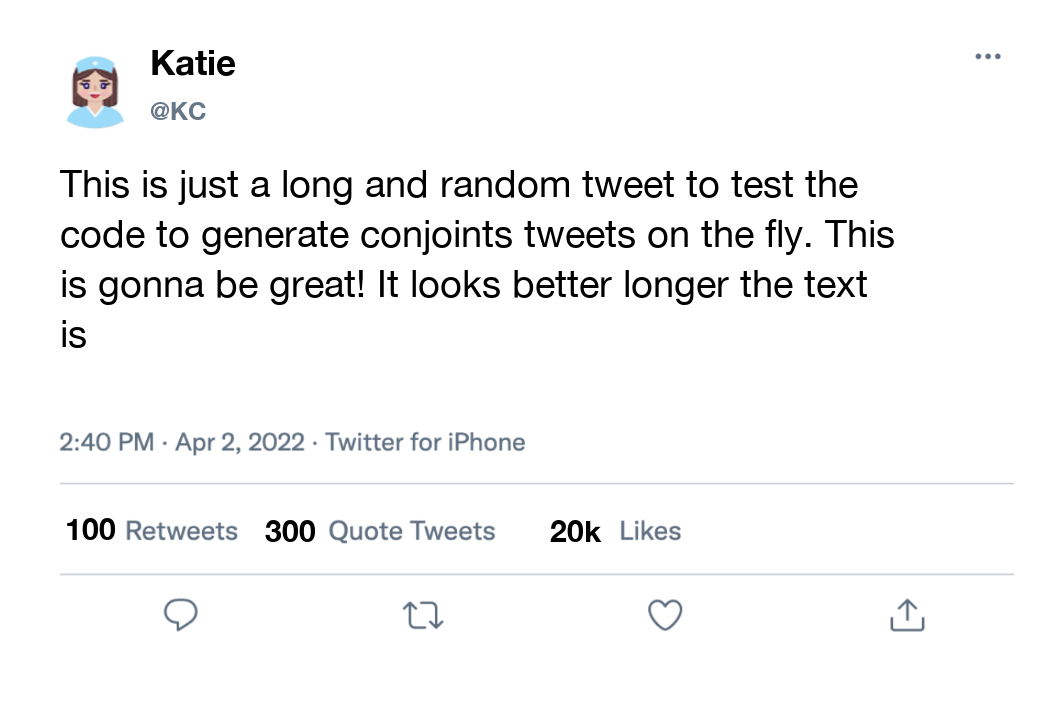 Katie
@KC
This is just a long and random tweet to test the
code to generate conjoints tweets on the fly. This
is gonna be great! It looks better longer the text
is
2:40 PM · Apr 2, 2022 · Twitter for iPhone
100 Retweets 300 Quote Tweets 20k Likes